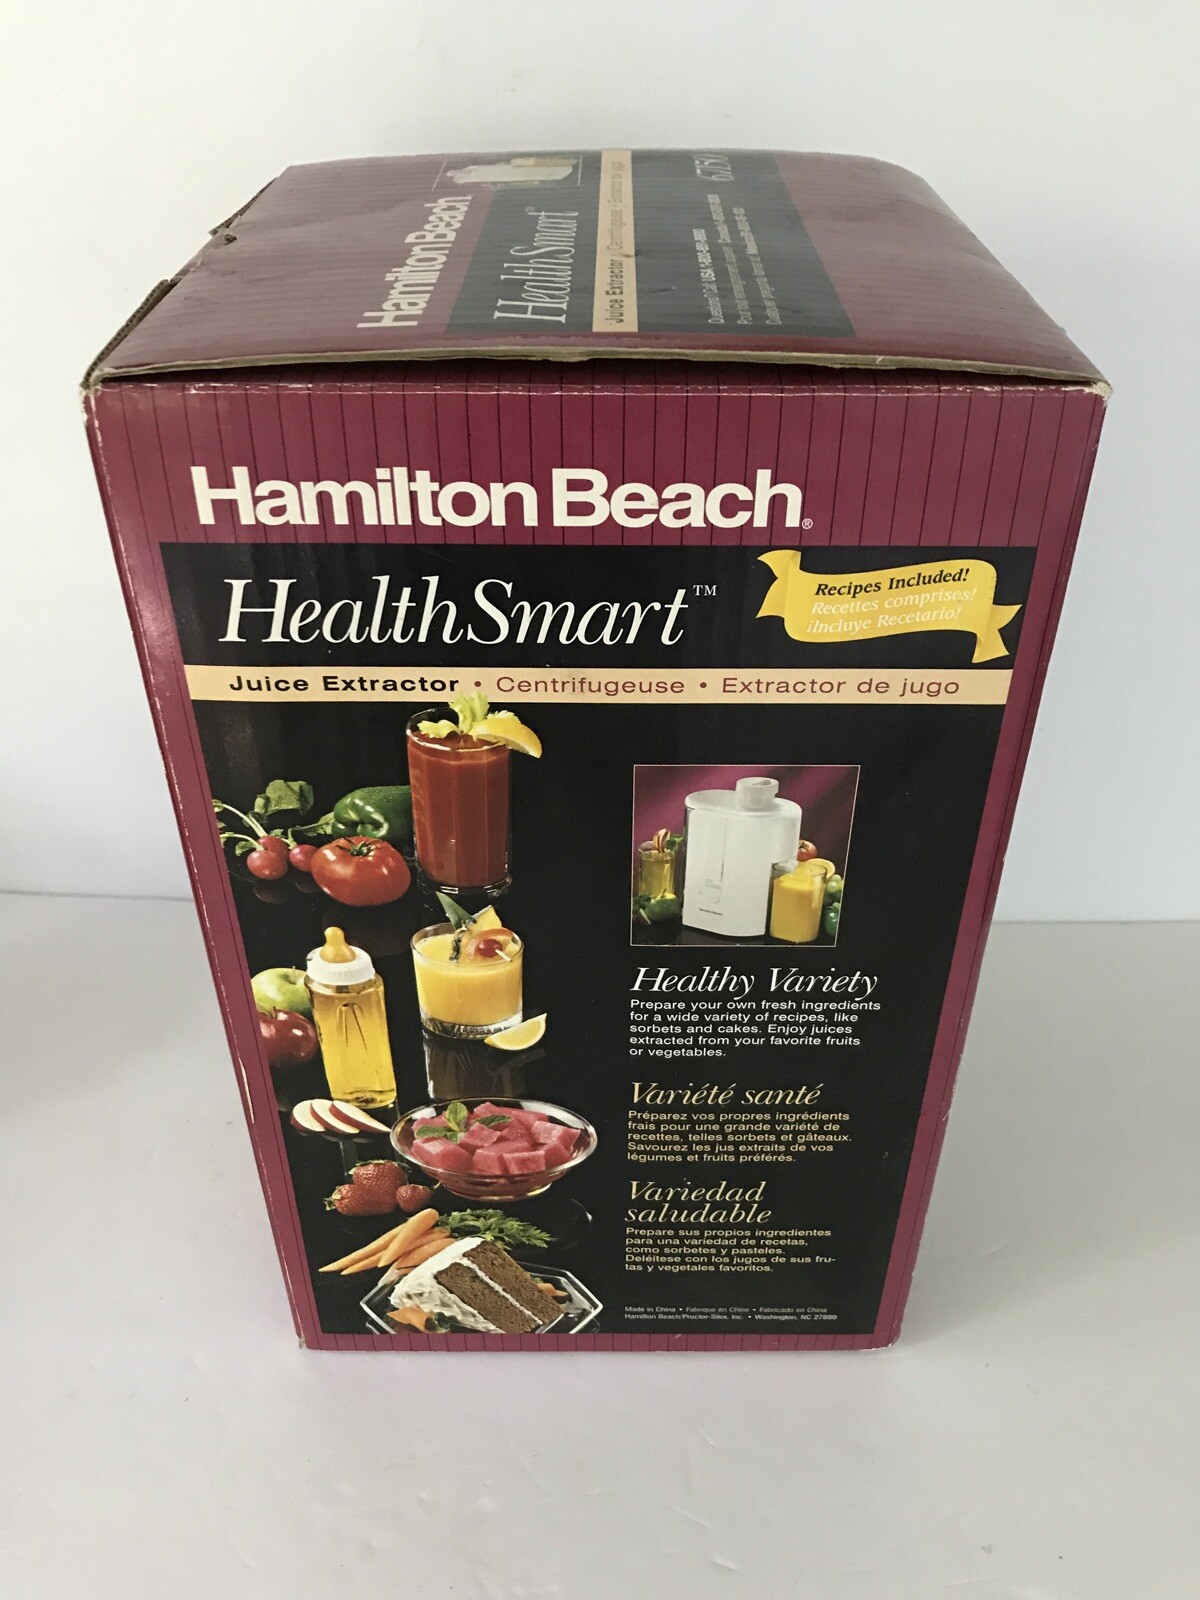 Hamilton Beach
HealthSmart®
Juice Extractor • Centrifugeuse • Extractor de jugo
67150
Hamilton Beach®
HealthSmart™
Recipes Included!
Recettes comprises!
¡Incluye Recetario!
Juice Extractor • Centrifugeuse • Extractor de jugo
Healthy Variety
Prepare your own fresh ingredients
for a wide variety of recipes, like
sorbets and cakes. Enjoy juices
extracted from your favorite fruits
or vegetables.
Variété santé
Préparez vos propres ingrédients
frais pour une grande variété de
recettes, telles sorbets et gâteaux.
Savourez les jus extraits de vos
légumes et fruits préférés.
Variedad
saludable
Prepare sus propios ingredientes
para una variedad de recetas,
como sorbetes y pasteles.
Deléitese con los jugos de sus fru-
tas y vegetales favoritos.
Made in China • Fabriqué en Chine • Fabricado en China
Hamilton Beach/Proctor-Silex, Inc. • Washington, NC 27889